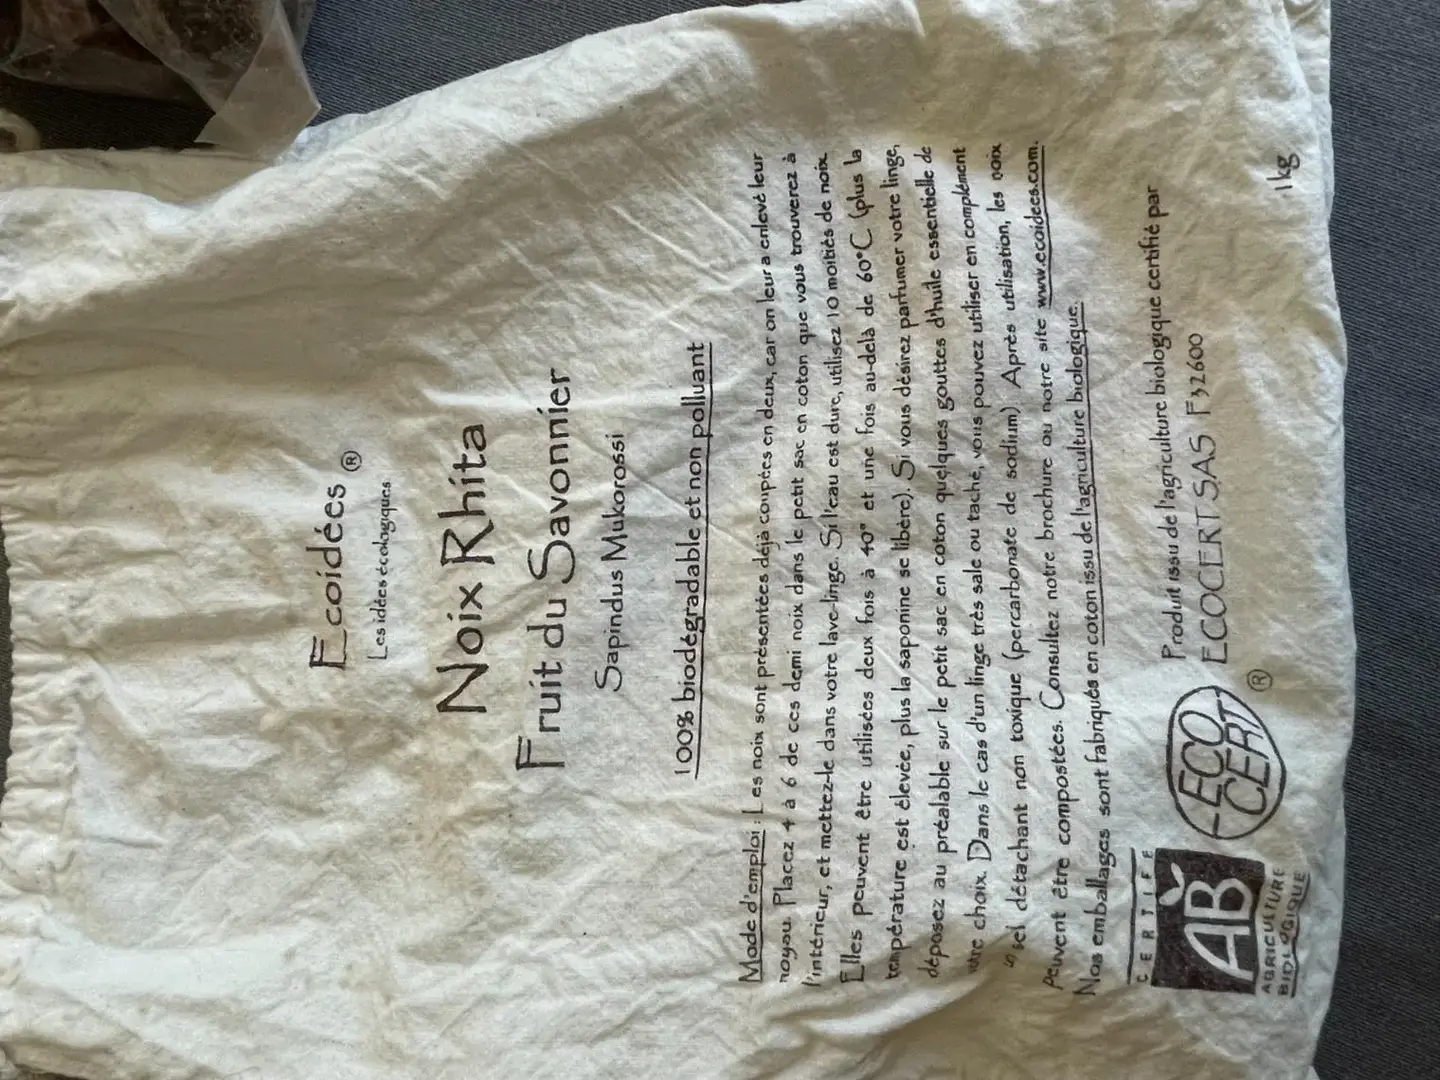 Ecoidées ®
Les idées écologiques
Noix Rhita
Fruit du Savonnier
Sapindus Mukorossi
100% biodégradable et non polluant
Mode d'emploi : Les noix sont présentées déjà coupées en deux, car on leur a enlevé leur
noyau. Placez 4 à 6 de ces demi noix dans le petit sac en coton que vous trouverez à
l'intérieur, et mettez-le dans votre lave-linge. Si l'eau est dure, utilisez 10 moitiés de noix.
Elles peuvent être utilisées deux fois à 40° et une fois au-delà de 60°C (plus la
température est élevée, plus la saponine se libère). Si vous désirez parfumer votre linge,
déposez au préalable sur le petit sac en coton quelques gouttes d'huile essentielle de
votre choix. Dans le cas d'un linge très sale ou taché, vous pouvez utiliser en complément
sel détachant non toxique (percarbonate de sodium) Après utilisation, les noix
peuvent être compostées. Consultez notre brochure ou notre site www.ecoidees.com.
Nos emballages sont fabriqués en coton issu de l'agriculture biologique.
CERTIFIÉ
AB
AGRICULTURE
BIOLOGIQUE
ECO
CERT
®
Produit issu de l'agriculture biologique certifié par
ECOCERT SAS F32600
1kg